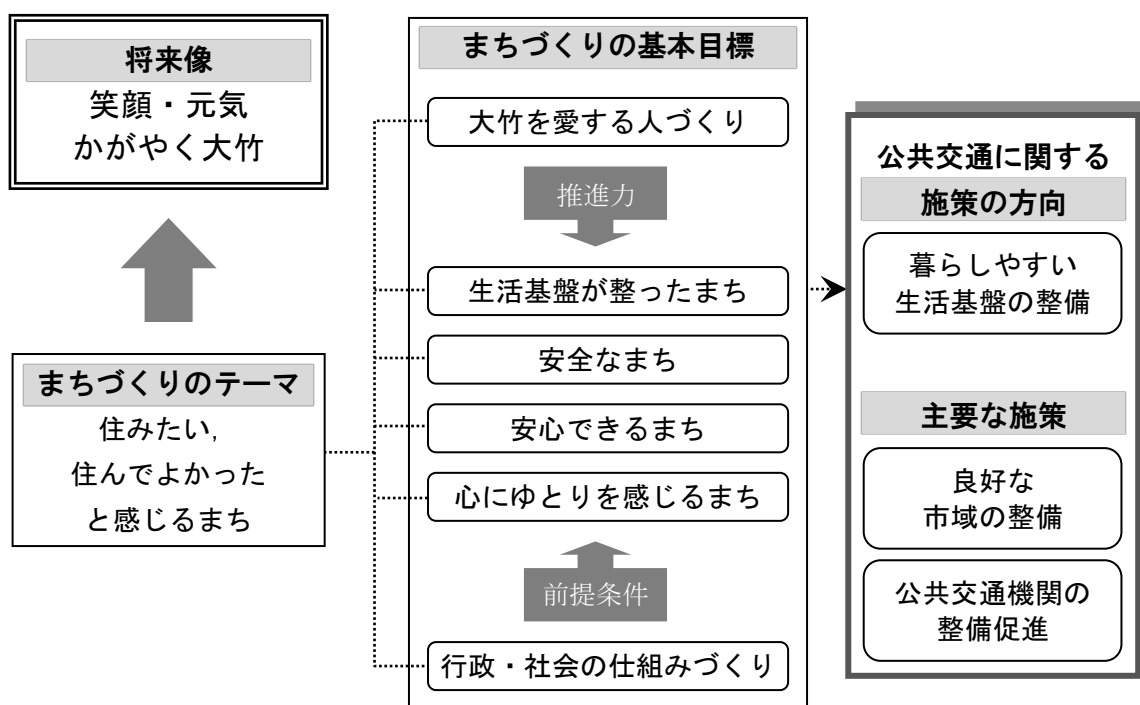 将来像
笑顔・元気
かがやく大竹
まちづくりのテーマ
住みたい,
住んでよかった
と感じるまち
まちづくりの基本目標
大竹を愛する人づくり
推進力
生活基盤が整ったまち
安全なまち
安心できるまち
心にゆとりを感じるまち
前提条件
行政・社会の仕組みづくり
公共交通に関する
施策の方向
暮らしやすい
生活基盤の整備
主要な施策
良好な
市域の整備
公共交通機関の
整備促進